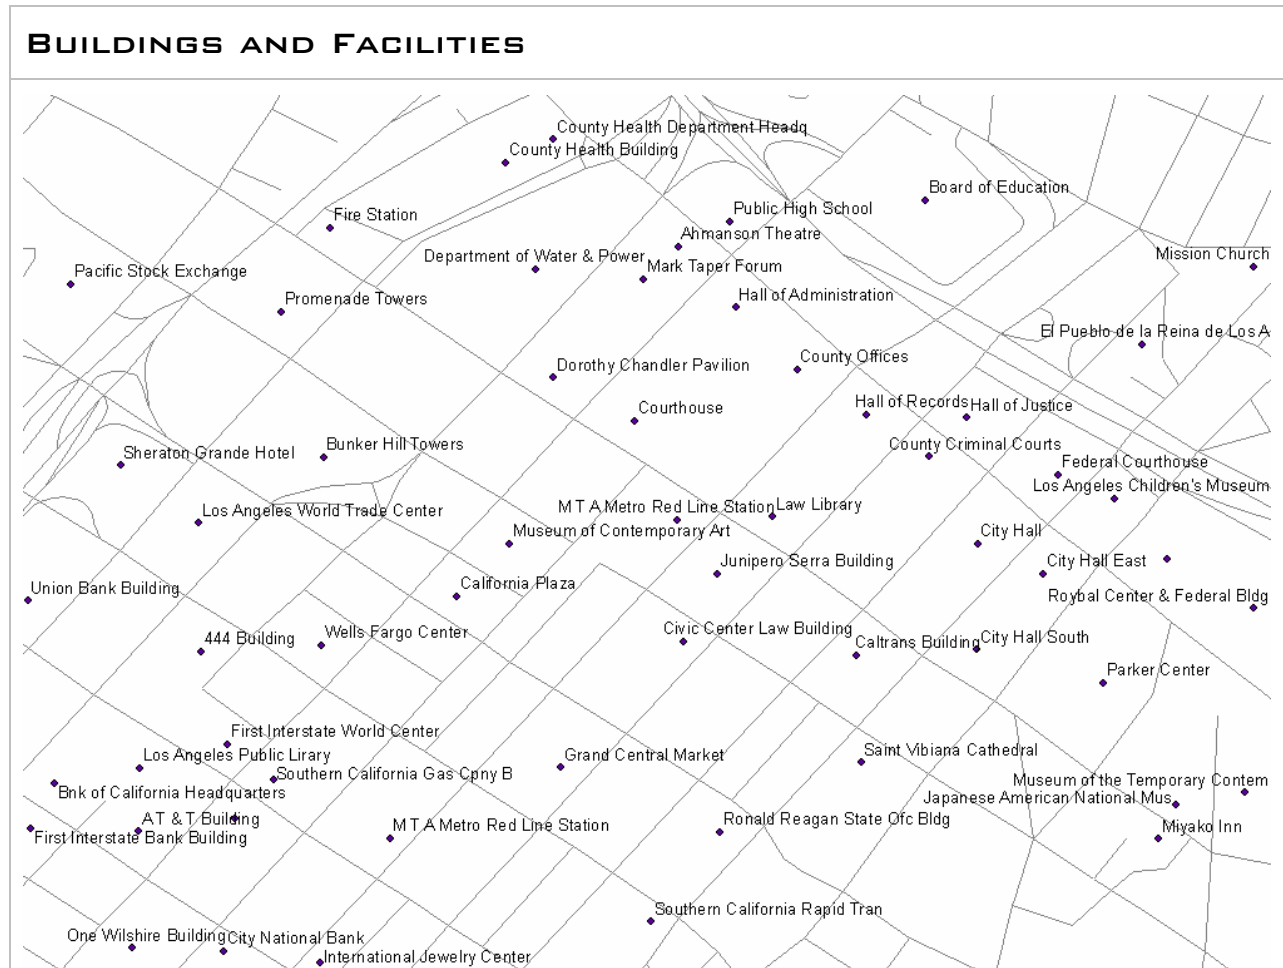 BUILDINGS AND FACILITIES
County Health Department Headq
County Health Building
Board of Education
Public High School
Fire Station
Ahmanson Theatre
Department of Water & Power
Mission Church
Mark Taper Forum
Pacific Stock Exchange
Hall of Administration
Promenade Towers
El Pueblo de la Reina de Los A
County Offices
Dorothy Chandler Pavilion
Hall of Records
Hall of Justice
Courthouse
Bunker Hill Towers
County Criminal Courts
Sheraton Grande Hotel
Federal Courthouse
Los Angeles Children's Museum
M T A Metro Red Line Station
Law Library
Los Angeles World Trade Center
Museum of Contemporary Art
City Hall
Junipero Serra Building
City Hall East
California Plaza
Union Bank Building
Roybal Center & Federal Bldg
Civic Center Law Building
Wells Fargo Center
444 Building
Caltrans Building
City Hall South
Parker Center
First Interstate World Center
Saint Vibiana Cathedral
Los Angeles Public Lirary
Grand Central Market
Southern California Gas Cpny B
Museum of the Temporary Contem
Bnk of California Headquarters
Japanese American National Mus
AT & T Building
M T A Metro Red Line Station
Ronald Reagan State Ofc Bldg
Miyako Inn
First Interstate Bank Building
Southern California Rapid Tran
One Wilshire Building
City National Bank
International Jewelry Center